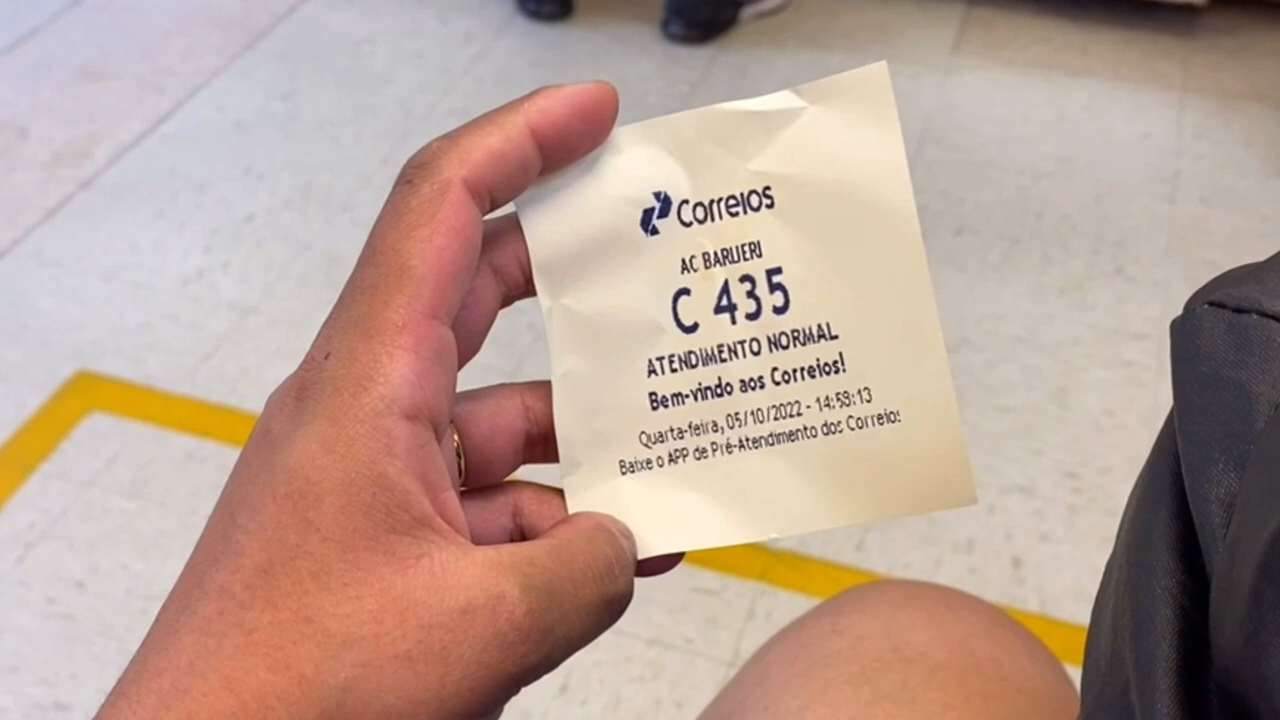 Correios
AC BARUERI
C 435
ATENDIMENTO NORMAL
Bem-vindo aos Correios!
Quarta-feira, 05/10/2022 - 14:58:13
Baixe o APP de Pré-Atendimento dos Correios